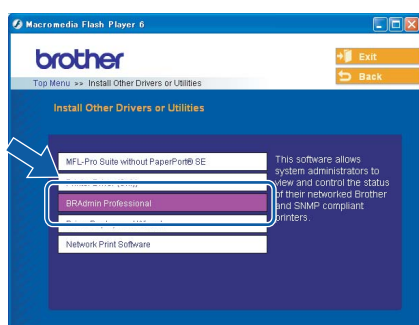 Macromedia Flash Player 6
brother
Exit
Back
Top Menu >> Install Other Drivers or Utilities
Install Other Drivers or Utilities
MFL-Pro Suite without PaperPort® SE
BRAdmin Professional
Network Print Software
This software allows
system administrators to
view and control the status
of their networked Brother
and SNMP compliant
printers.